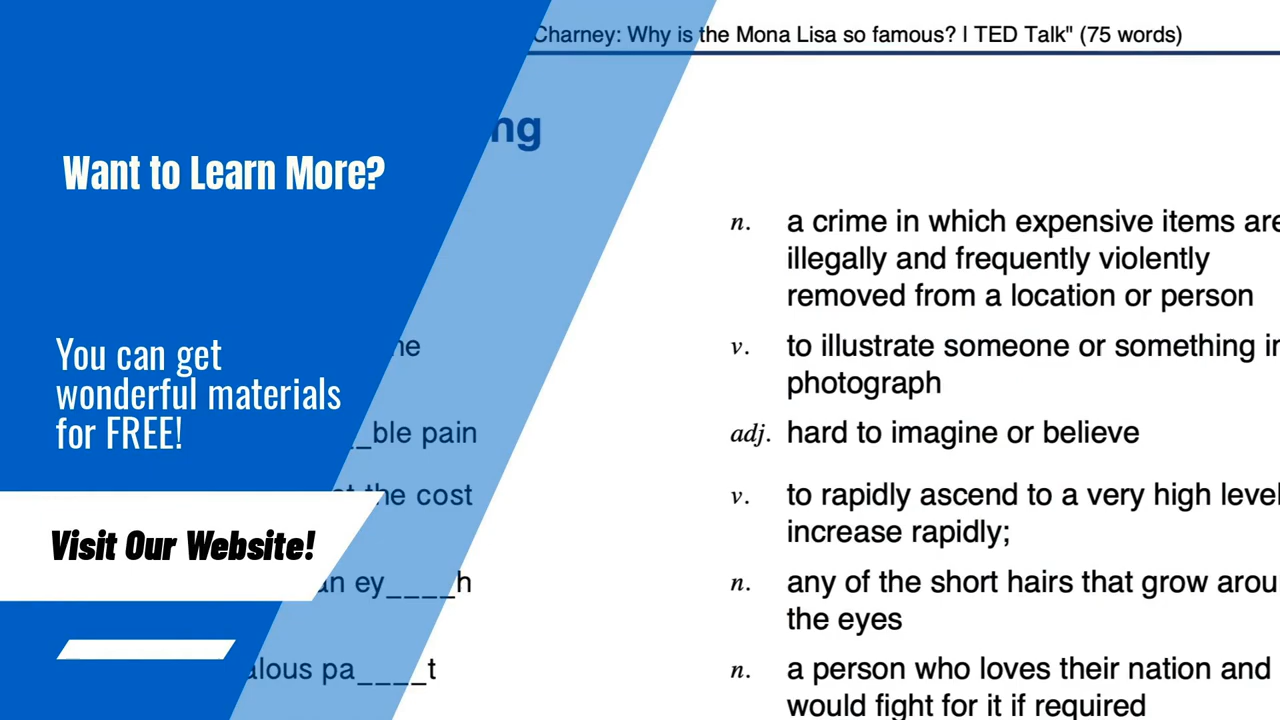 Charney: Why is the Mona Lisa so famous? | TED Talk" (75 words)
ng
Want to Learn More?
You can get
wonderful materials
for FREE!
Visit Our Website!
n. a crime in which expensive items are
illegally and frequently violently
removed from a location or person
v. to illustrate someone or something in
photograph
_ble pain
adj. hard to imagine or believe
the cost
v. to rapidly ascend to a very high level
increase rapidly;
an ey____h
n. any of the short hairs that grow arou
the eyes
alous pa____t
n. a person who loves their nation and
would fight for it if required